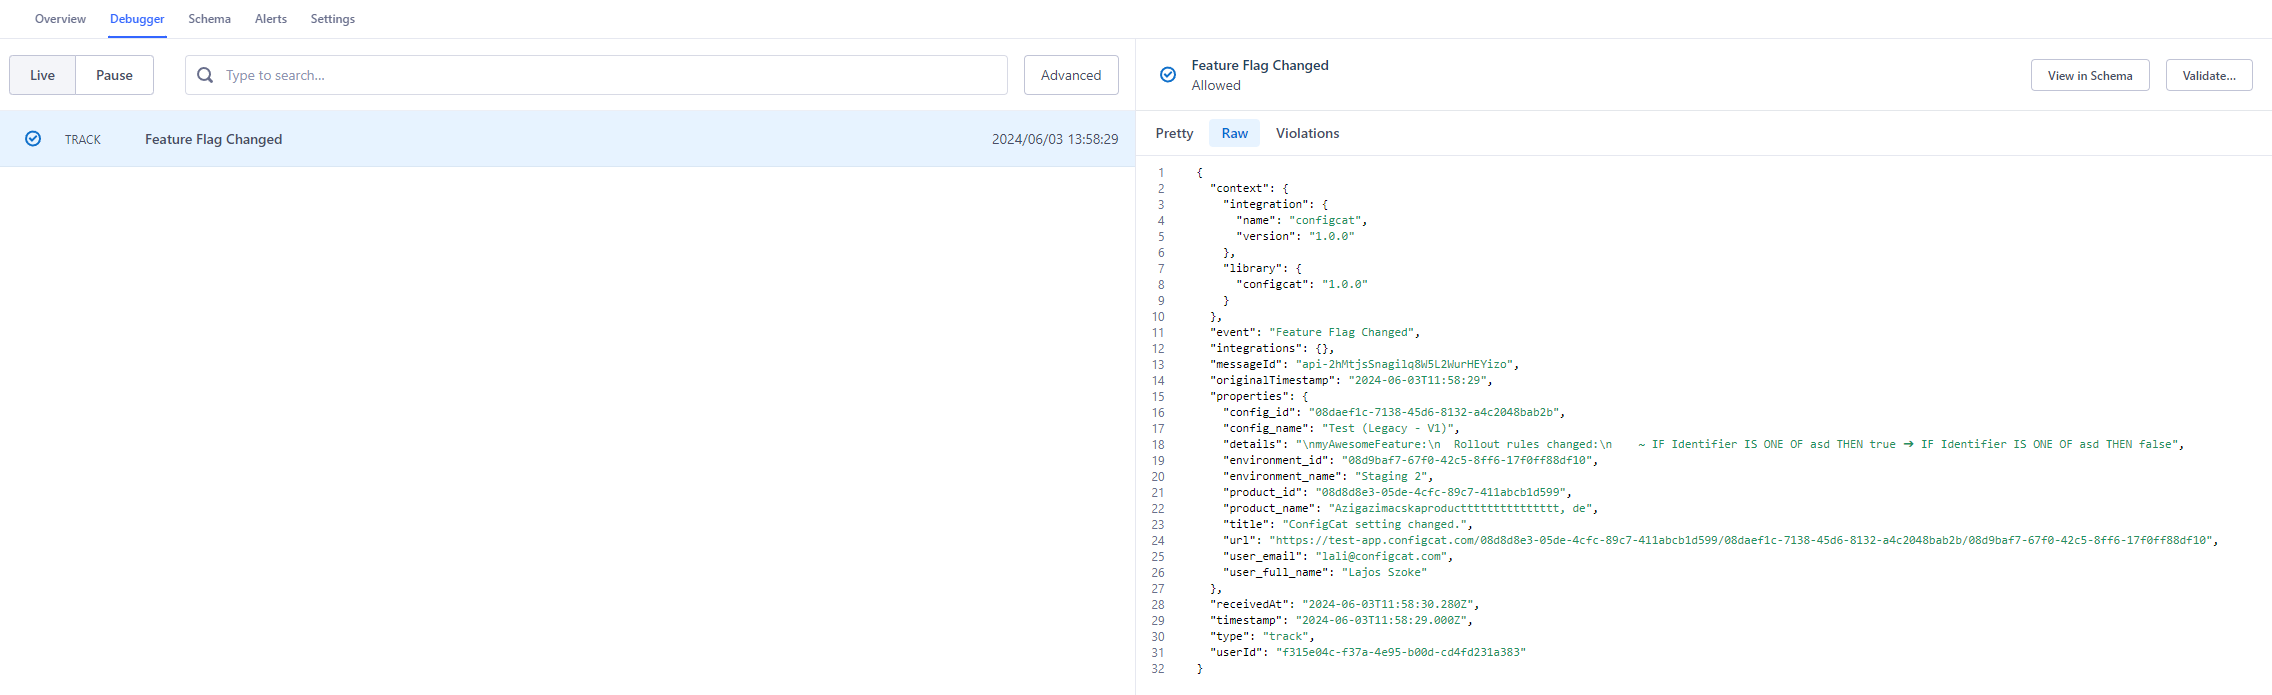 Overview Debugger Schema Alerts Settings
Live Pause Type to search... Advanced
TRACK Feature Flag Changed 2024/06/03 13:58:29
Feature Flag Changed
Allowed
View in Schema Validate...
Pretty Raw Violations
1 {
2 "context": {
3 "integration": {
4 "name": "configcat",
5 "version": "1.0.0"
6 },
7 "library": {
8 "configcat": "1.0.0"
9 }
10 },
11 "event": "Feature Flag Changed",
12 "integrations": {},
13 "messageId": "api-2hMtjsSnagilq8W5L2WurHEYizo",
14 "originalTimestamp": "2024-06-03T11:58:29",
15 "properties": {
16 "config_id": "08daef1c-7138-45d6-8132-a4c2048bab2b",
17 "config_name": "Test (Legacy - V1)",
18 "details": "\nmyAwesomeFeature:\n  Rollout rules changed:\n    ~ IF Identifier IS ONE OF asd THEN true → IF Identifier IS ONE OF asd THEN false",
19 "environment_id": "08d9baf7-67f0-42c5-8ff6-17f0ff88df10",
20 "environment_name": "Staging 2",
21 "product_id": "08d8d8e3-05de-4cfc-89c7-411abcb1d599",
22 "product_name": "Azigazimacskaproducttttttttttttttt, de",
23 "title": "ConfigCat setting changed.",
24 "url": "https://test-app.configcat.com/08d8d8e3-05de-4cfc-89c7-411abcb1d599/08daef1c-7138-45d6-8132-a4c2048bab2b/08d9baf7-67f0-42c5-8ff6-17f0ff88df10",
25 "user_email": "lali@configcat.com",
26 "user_full_name": "Lajos Szoke"
27 },
28 "receivedAt": "2024-06-03T11:58:30.280Z",
29 "timestamp": "2024-06-03T11:58:29.000Z",
30 "type": "track",
31 "userId": "f315e04c-f37a-4e95-b00d-cd4fd231a383"
32 }